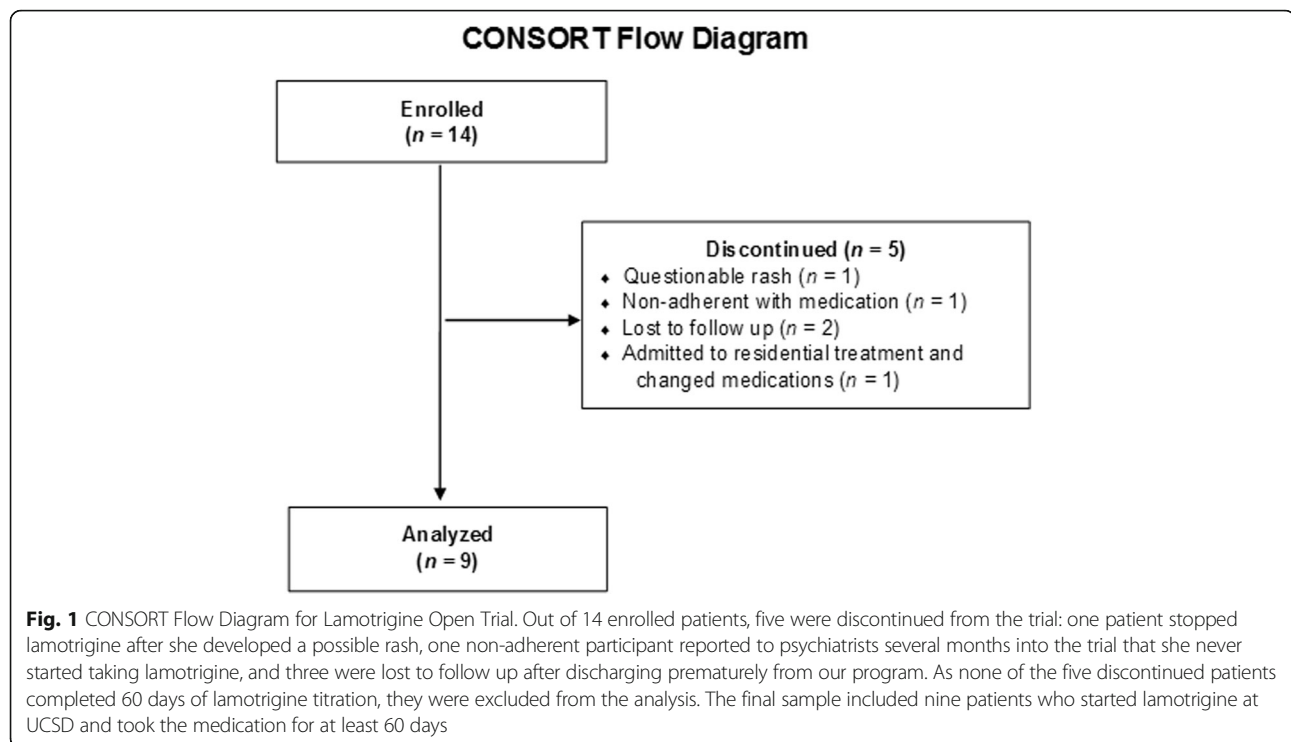 CONSORT Flow Diagram
Enrolled
(n = 14)
Discontinued (n = 5)
♦ Questionable rash (n = 1)
♦ Non-adherent with medication (n = 1)
♦ Lost to follow up (n = 2)
♦ Admitted to residential treatment and
changed medications (n = 1)
Analyzed
(n = 9)
Fig. 1 CONSORT Flow Diagram for Lamotrigine Open Trial. Out of 14 enrolled patients, five were discontinued from the trial: one patient stopped
lamotrigine after she developed a possible rash, one non-adherent participant reported to psychiatrists several months into the trial that she never
started taking lamotrigine, and three were lost to follow up after discharging prematurely from our program. As none of the five discontinued patients
completed 60 days of lamotrigine titration, they were excluded from the analysis. The final sample included nine patients who started lamotrigine at
UCSD and took the medication for at least 60 days